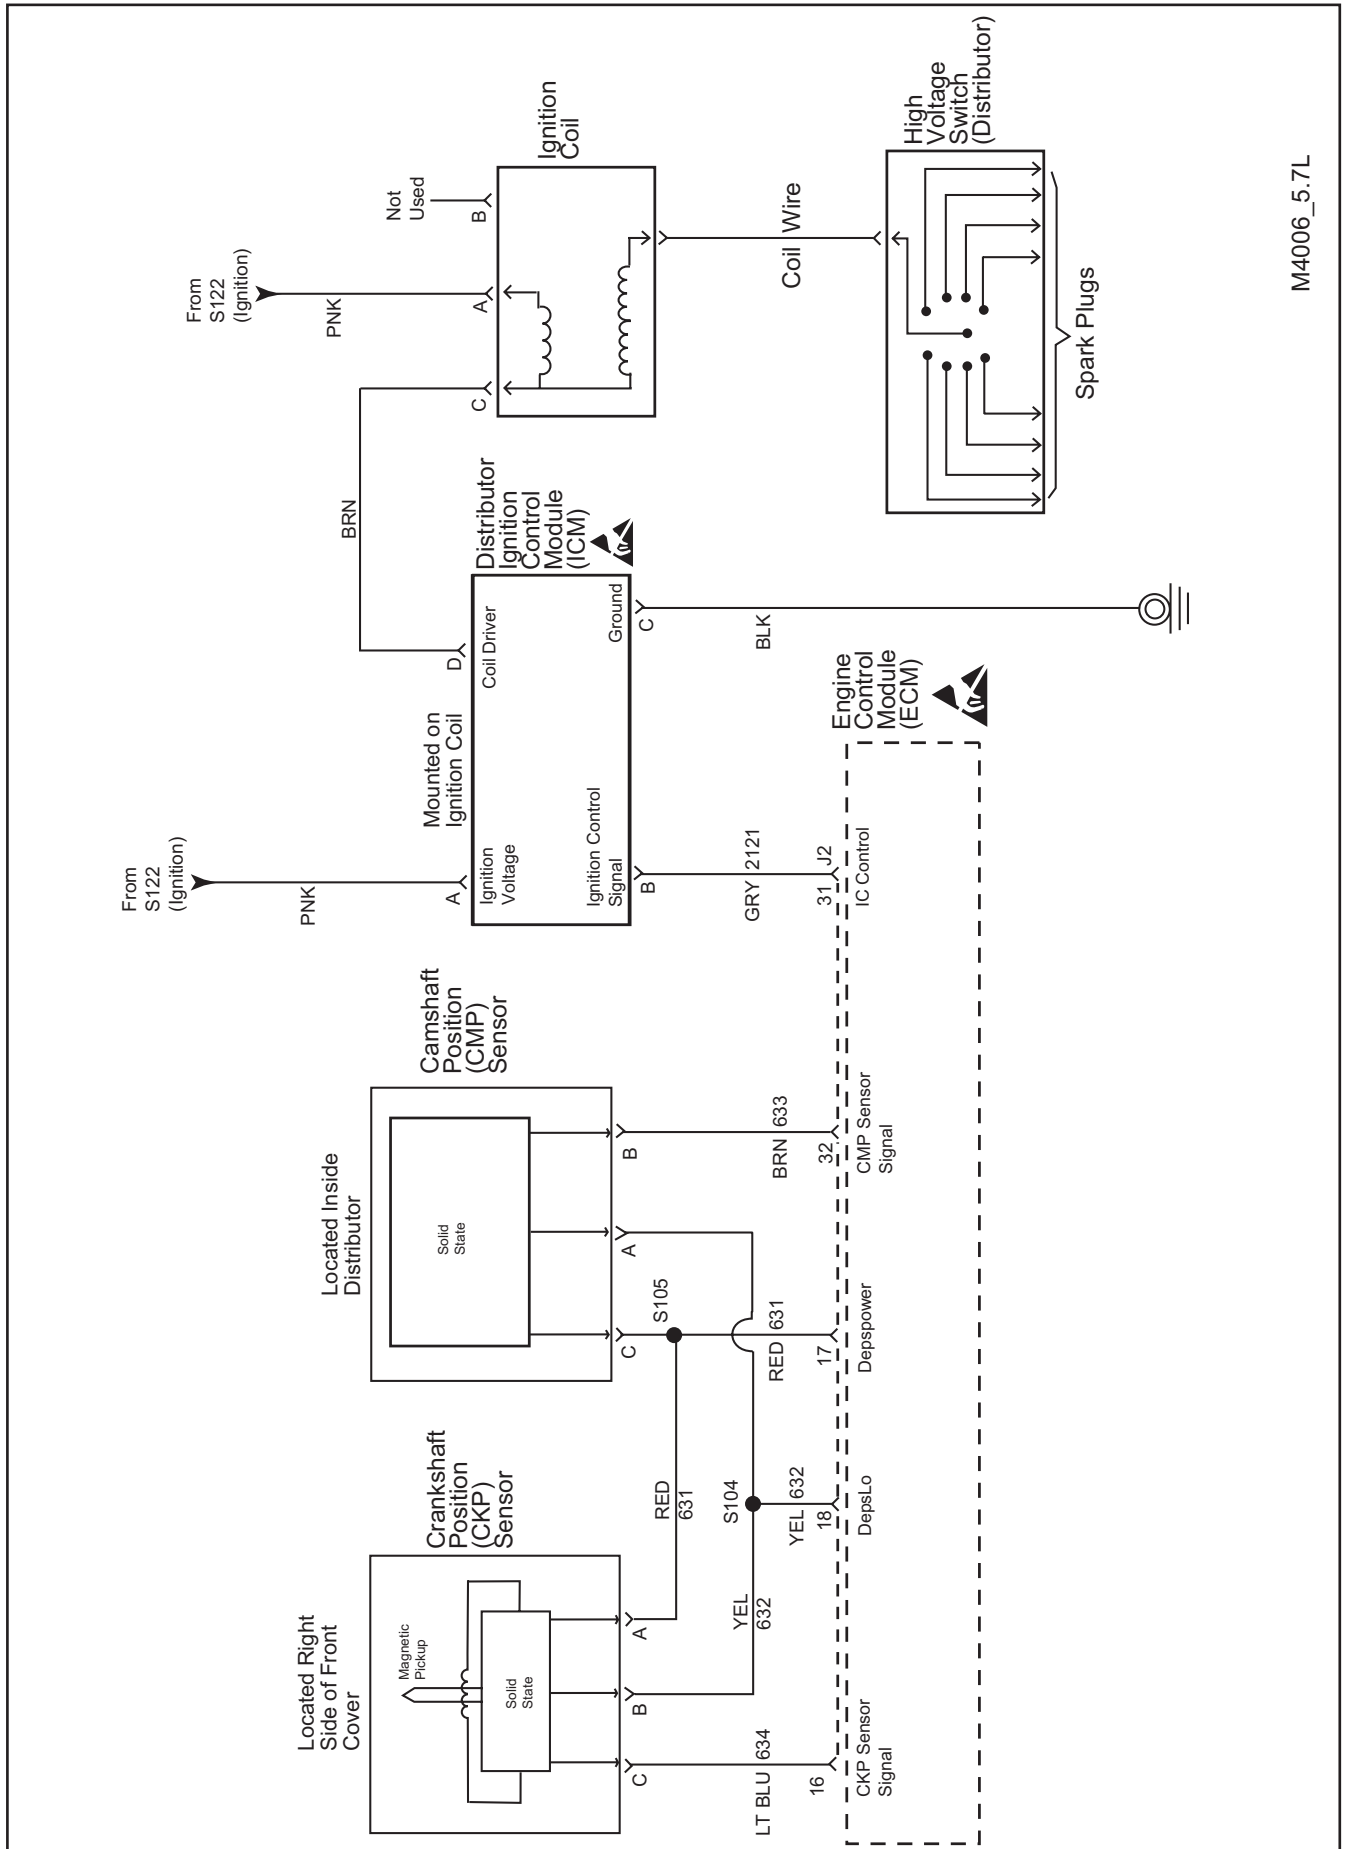 Located Right
Side of Front
Cover
Crankshaft
Position
(CKP)
Sensor
Magnetic
Pickup
Solid
State
C
B
A
LT BLU 634
16
CKP Sensor
Signal
YEL
632
S104
YEL 632
18
DepsLo
RED
631
S105
RED 631
17
Depspower
Located Inside
Distributor
Camshaft
Position
(CMP)
Sensor
Solid
State
C
A
B
BRN 633
32
CMP Sensor
Signal
From
S122
(Ignition)
PNK
A
Mounted on
Ignition Coil
D
Distributor
Ignition
Control
Module
(ICM)
Ignition
Voltage
Coil Driver
Ignition Control
Signal
Ground
B
C
GRY 2121
31 J2
IC Control
BLK
Engine
Control
Module
(ECM)
BRN
From
S122
(Ignition)
PNK
Not
Used
C
A
B
Ignition
Coil
Coil Wire
High
Voltage
Switch
(Distributor)
Spark Plugs
M4006_5.7L